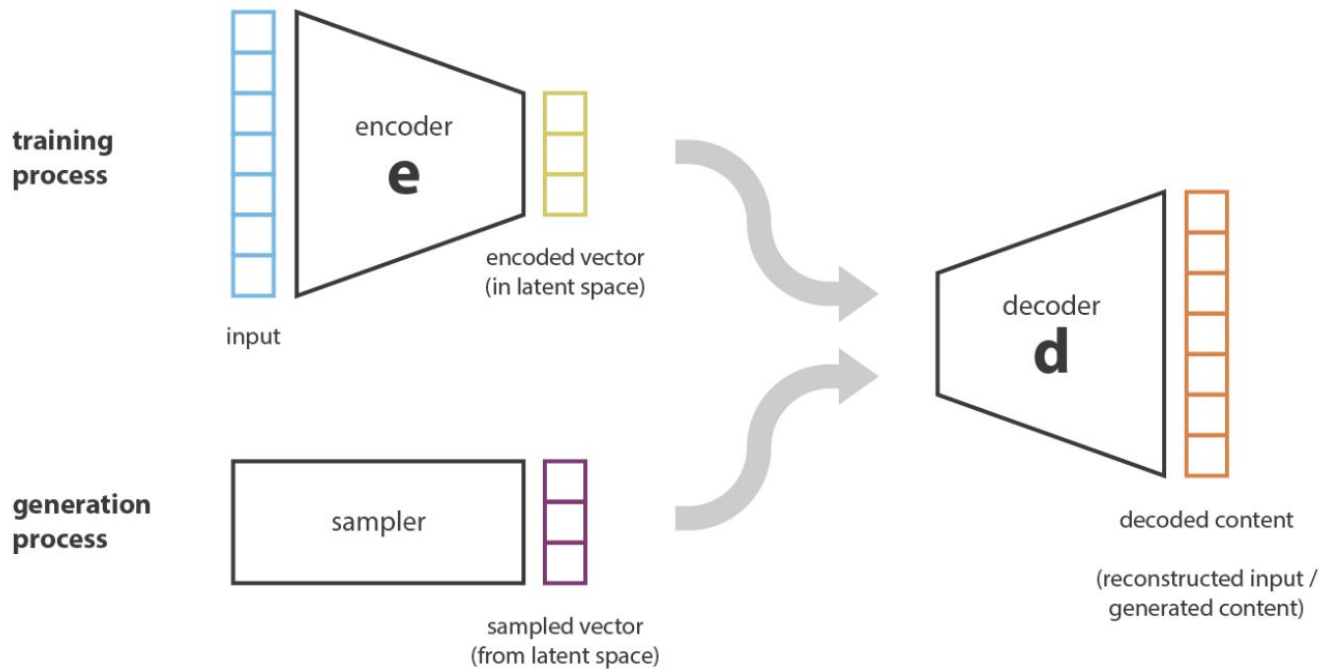 training
process
encoder
e
encoded vector
(in latent space)
input
decoder
d
generation
process
sampler
sampled vector
(from latent space)
decoded content
(reconstructed input /
generated content)